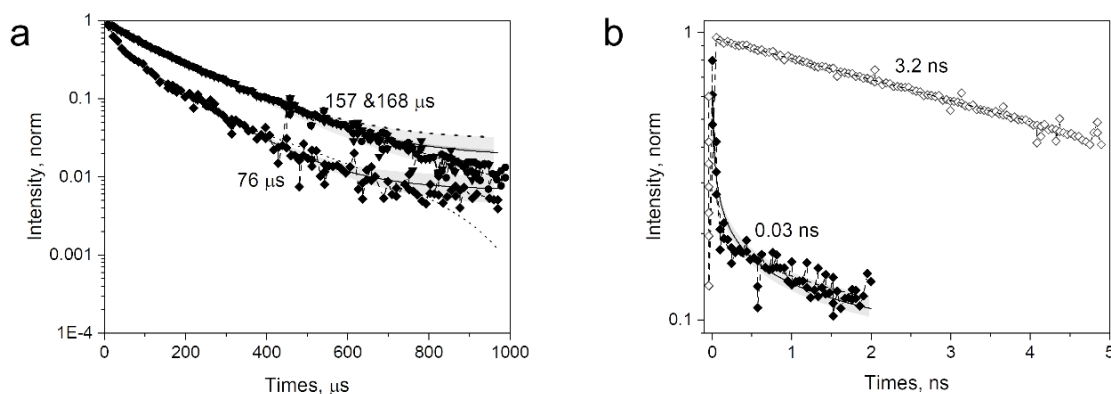 a
1
0.1
0.01
0.001
1E-4
Intensity, norm
157 &168 μs
76 μs
0 200 400 600 800 1000
Times, μs
b
1
0.1
Intensity, norm
3.2 ns
0.03 ns
0 1 2 3 4 5
Times, ns